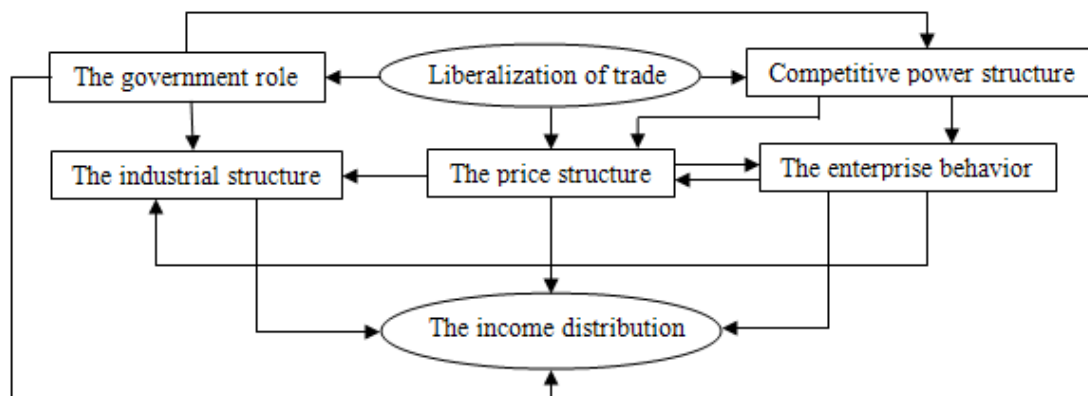 The government role
Liberalization of trade
Competitive power structure
The industrial structure
The price structure
The enterprise behavior
The income distribution